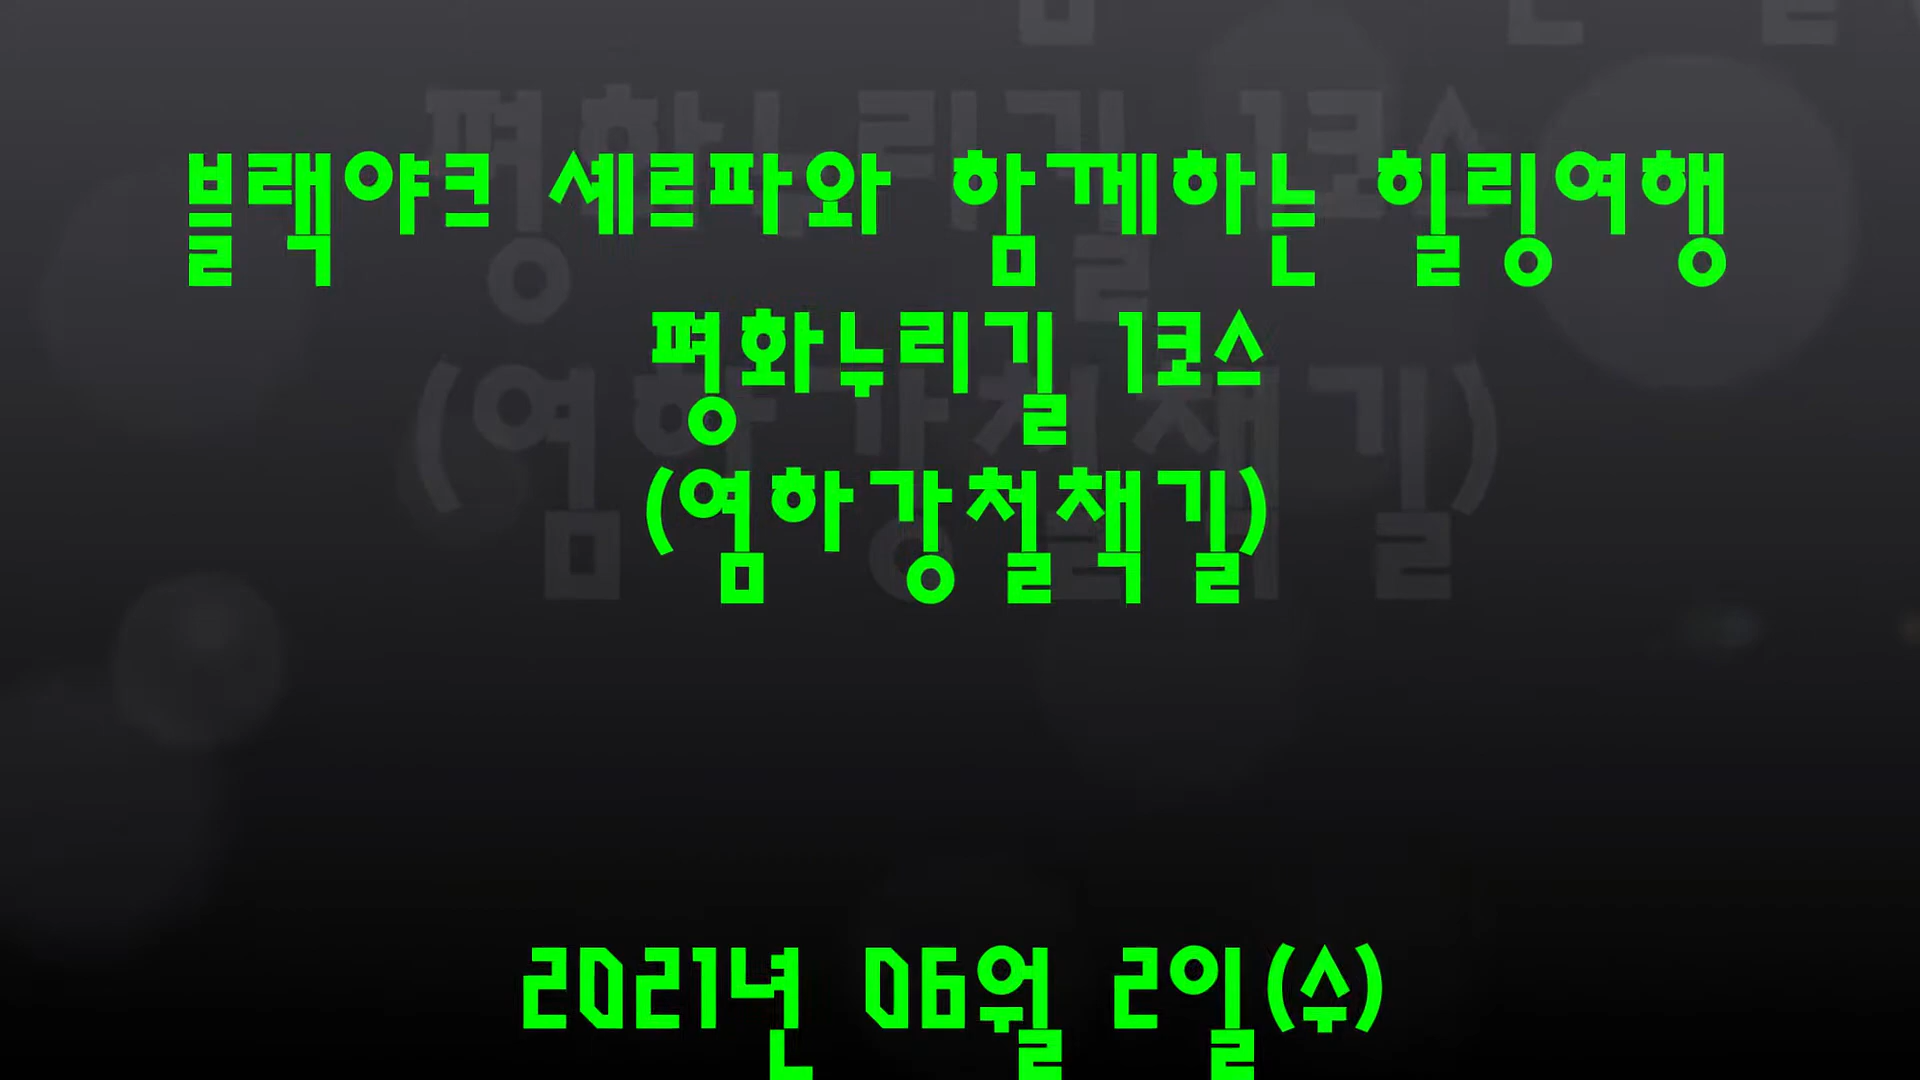 블랙야크 세르파와 함께하는 힐링여행
평화누리길 1코스
(염하강철책길)
2021년 06월 2일(수)